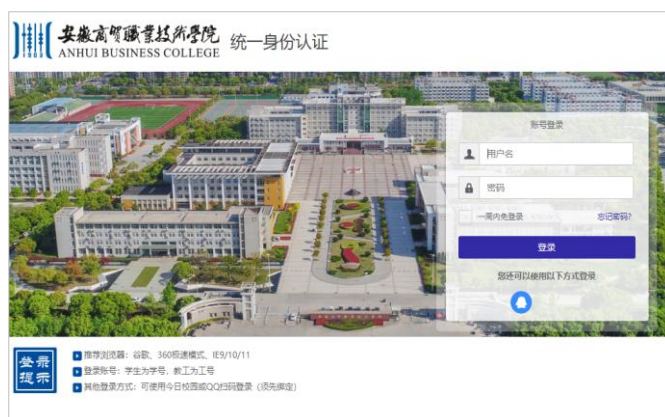 安徽商贸職業技術學院
ANHUI BUSINESS COLLEGE
统一身份认证
账号登录
用户名
密码
一周内免登录 忘记密码?
登录
您还可以使用以下方式登录
登录
提示
推荐浏览器：谷歌、360极速模式、IE9/10/11
登录账号：学生为学号，教工为工号
其他登录方式：可使用今日校园或QQ扫码登录（须先绑定）